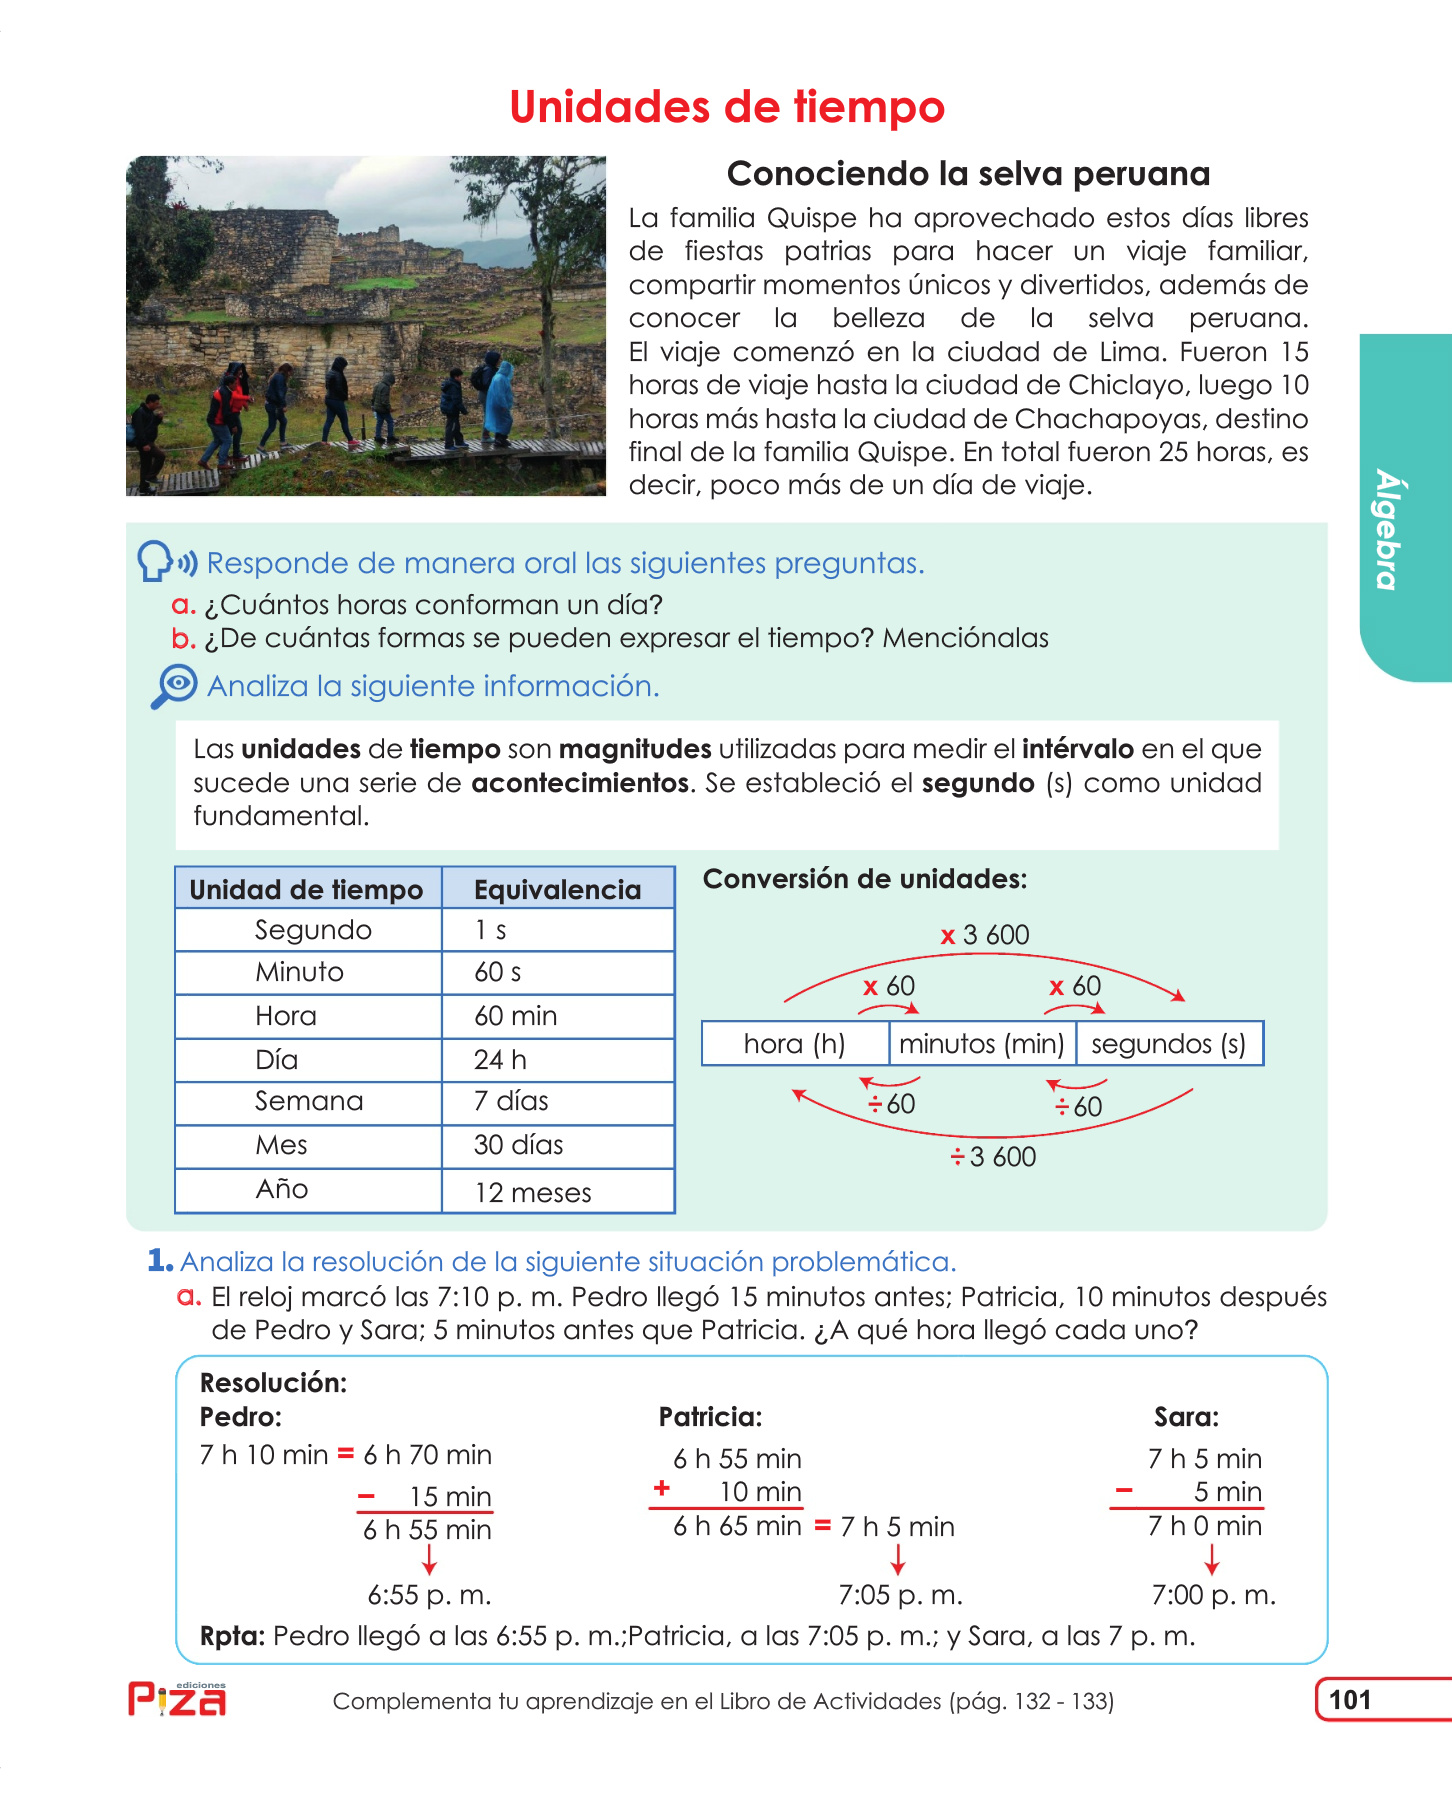 Unidades de tiempo
Conociendo la selva peruana
La familia Quispe ha aprovechado estos días libres
de fiestas patrias para hacer un viaje familiar,
compartir momentos únicos y divertidos, además de
conocer la belleza de la selva peruana.
El viaje comenzó en la ciudad de Lima. Fueron 15
horas de viaje hasta la ciudad de Chiclayo, luego 10
horas más hasta la ciudad de Chachapoyas, destino
final de la familia Quispe. En total fueron 25 horas, es
decir, poco más de un día de viaje.
Álgebra
Responde de manera oral las siguientes preguntas.
a. ¿Cuántos horas conforman un día?
b. ¿De cuántas formas se pueden expresar el tiempo? Menciónalas
Analiza la siguiente información.
Las unidades de tiempo son magnitudes utilizadas para medir el intérvalo en el que
sucede una serie de acontecimientos. Se estableció el segundo (s) como unidad
fundamental.
Unidad de tiempo Equivalencia
Segundo 1 s
Minuto 60 s
Hora 60 min
Día 24 h
Semana 7 días
Mes 30 días
Año 12 meses
Conversión de unidades:
x 3 600
x 60 x 60
hora (h) minutos (min) segundos (s)
÷60 ÷60
÷3 600
1. Analiza la resolución de la siguiente situación problemática.
a. El reloj marcó las 7:10 p. m. Pedro llegó 15 minutos antes; Patricia, 10 minutos después
de Pedro y Sara; 5 minutos antes que Patricia. ¿A qué hora llegó cada uno?
Resolución:
Pedro:
7 h 10 min = 6 h 70 min
− 15 min
6 h 55 min
6:55 p. m.
Patricia:
6 h 55 min
+ 10 min
6 h 65 min = 7 h 5 min
7:05 p. m.
Sara:
7 h 5 min
− 5 min
7 h 0 min
7:00 p. m.
Rpta: Pedro llegó a las 6:55 p. m.;Patricia, a las 7:05 p. m.; y Sara, a las 7 p. m.
ediciones
Piza
Complementa tu aprendizaje en el Libro de Actividades (pág. 132 - 133)
101